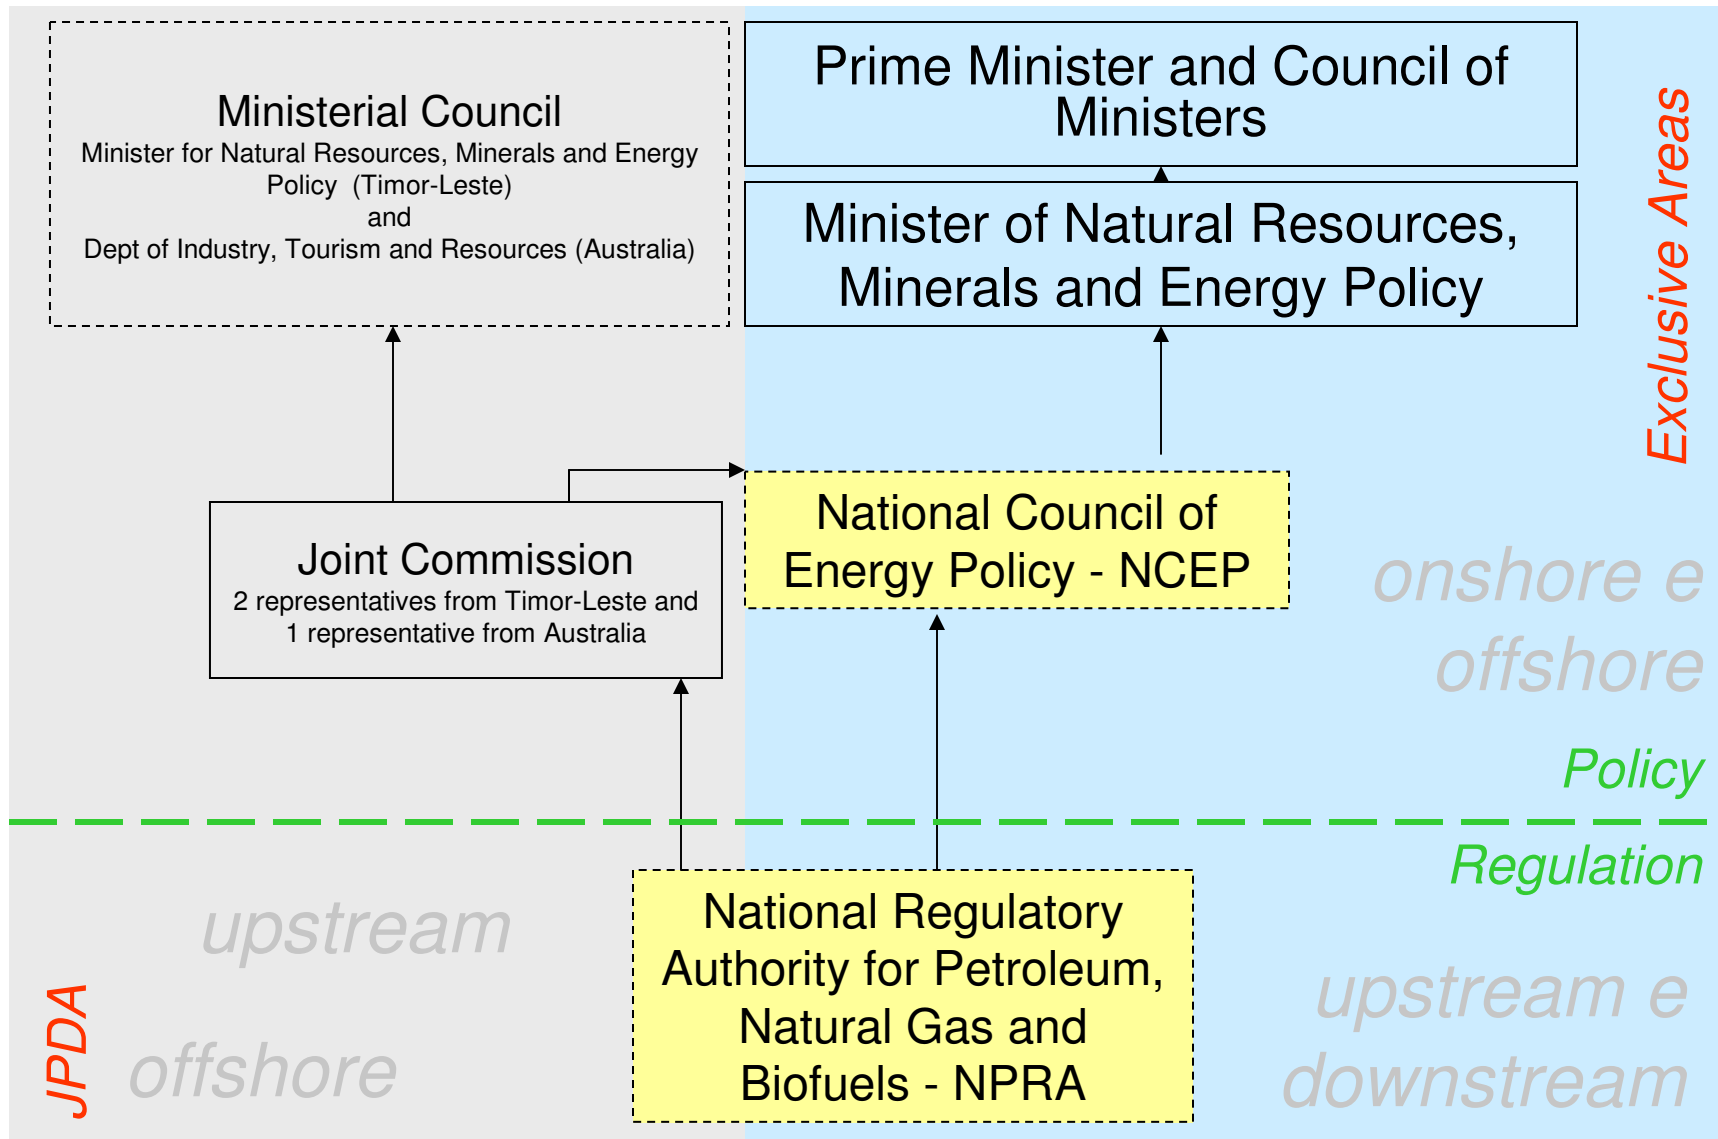 Ministerial Council
Minister for Natural Resources, Minerals and Energy
Policy (Timor-Leste)
and
Dept of Industry, Tourism and Resources (Australia)
Prime Minister and Council of
Ministers
Minister of Natural Resources,
Minerals and Energy Policy
Exclusive Areas
Joint Commission
2 representatives from Timor-Leste and
1 representative from Australia
National Council of
Energy Policy - NCEP
onshore e
offshore
Policy
Regulation
upstream
offshore
JPDA
National Regulatory
Authority for Petroleum,
Natural Gas and
Biofuels - NPRA
upstream e
downstream